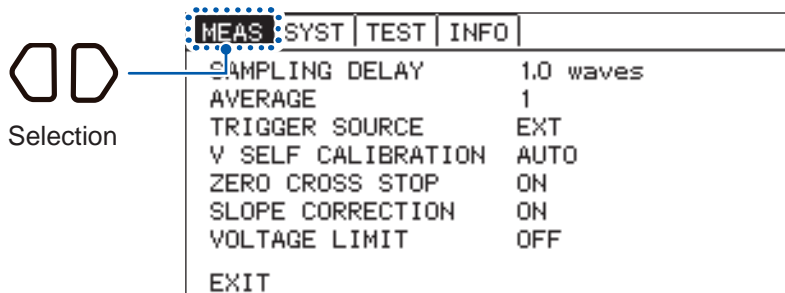 MEAS SYST TEST INFO
Selection
SAMPLING DELAY 1.0 waves
AVERAGE 1
TRIGGER SOURCE EXT
V SELF CALIBRATION AUTO
ZERO CROSS STOP ON
SLOPE CORRECTION ON
VOLTAGE LIMIT OFF
EXIT